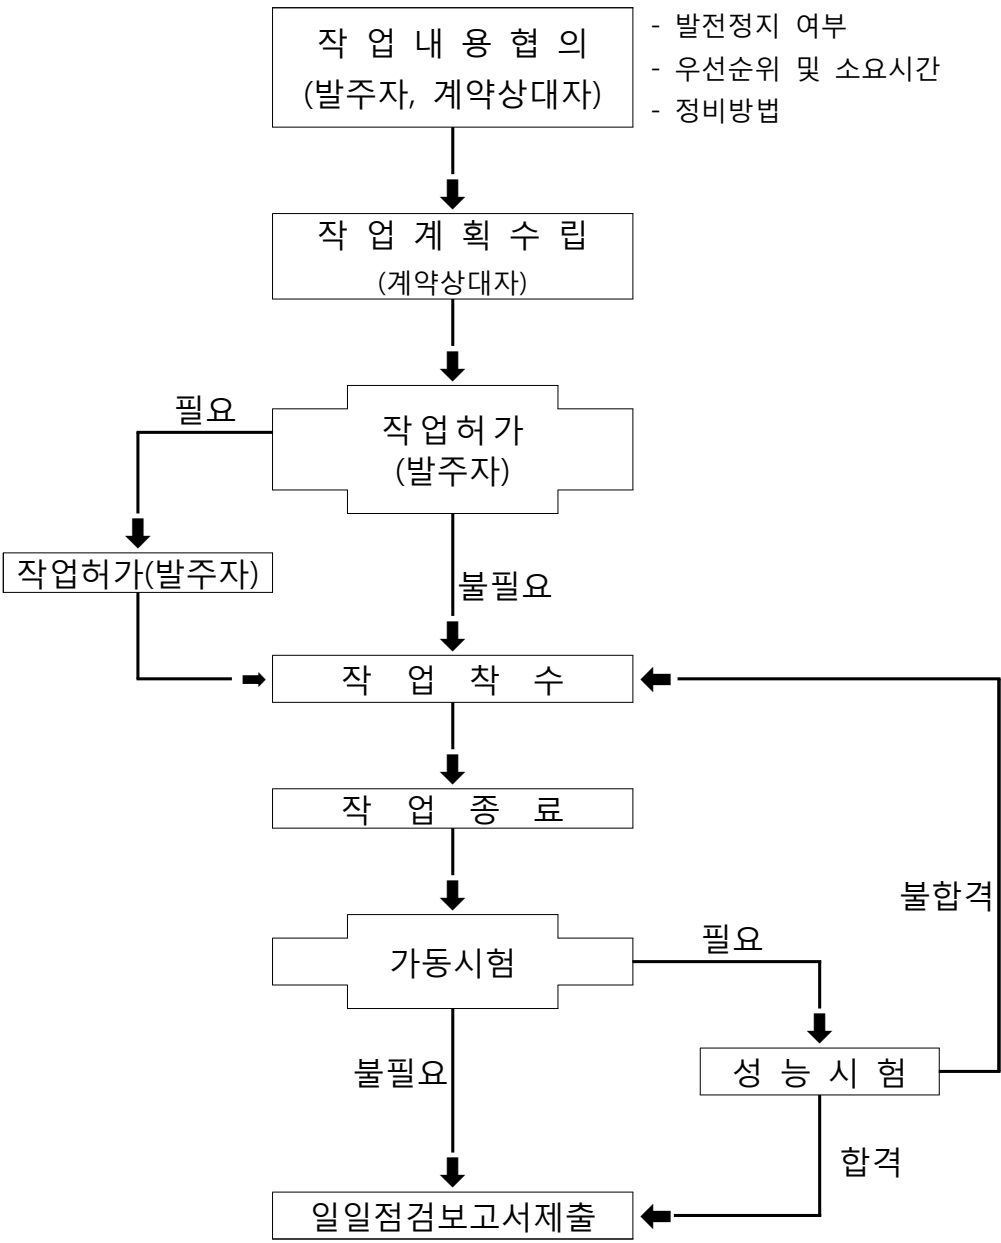 작 업 내 용 협 의
(발주자, 계약상대자)
- 발전정지 여부
- 우선순위 및 소요시간
- 정비방법
작 업 계 획 수 립
(계약상대자)
필요
작업허가
(발주자)
작업허가(발주자)
불필요
작 업 착 수
작 업 종 료
불합격
가동시험
필요
불필요
성 능 시 험
합격
일일점검보고서제출